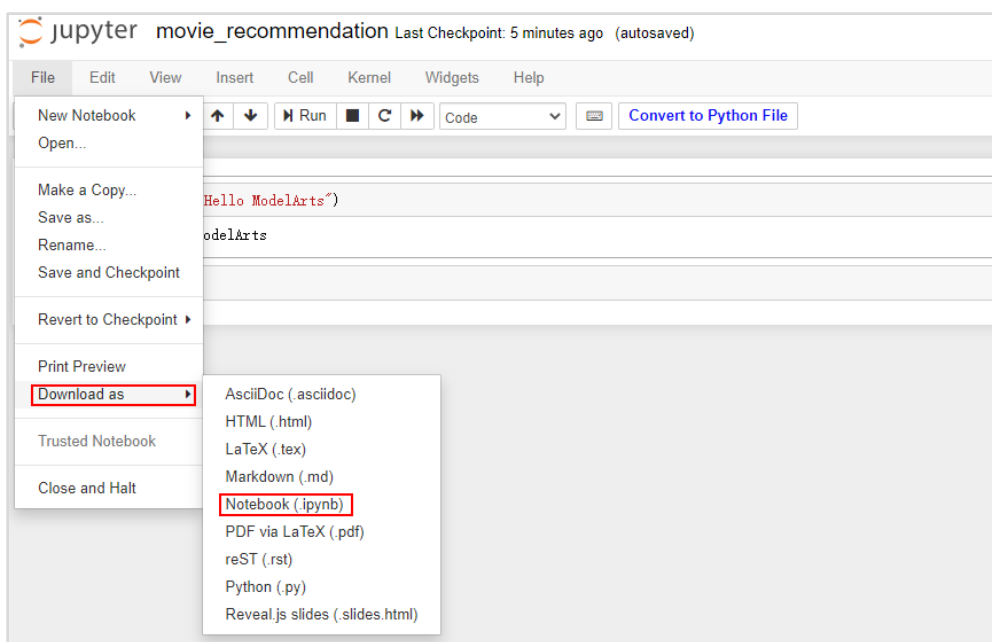 jupyter movie_recommendation Last Checkpoint: 5 minutes ago (autosaved)
File Edit View Insert Cell Kernel Widgets Help
New Notebook Run Code Convert to Python File
Open...
Make a Copy...
Hello ModelArts")
Save as...
odelArts
Rename...
Save and Checkpoint
Revert to Checkpoint
Print Preview
Download as
AsciiDoc (.asciidoc)
HTML (.html)
Trusted Notebook
LaTeX (.tex)
Markdown (.md)
Close and Halt
Notebook (.ipynb)
PDF via LaTeX (.pdf)
reST (.rst)
Python (.py)
Reveal.js slides (.slides.html)